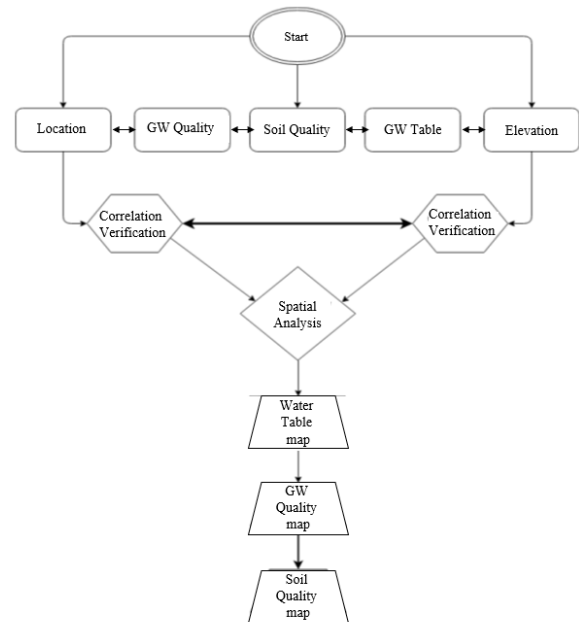 Start
Location
GW Quality
Soil Quality
GW Table
Elevation
Correlation
Verification
Correlation
Verification
Spatial
Analysis
Water
Table
map
GW
Quality
map
Soil
Quality
map